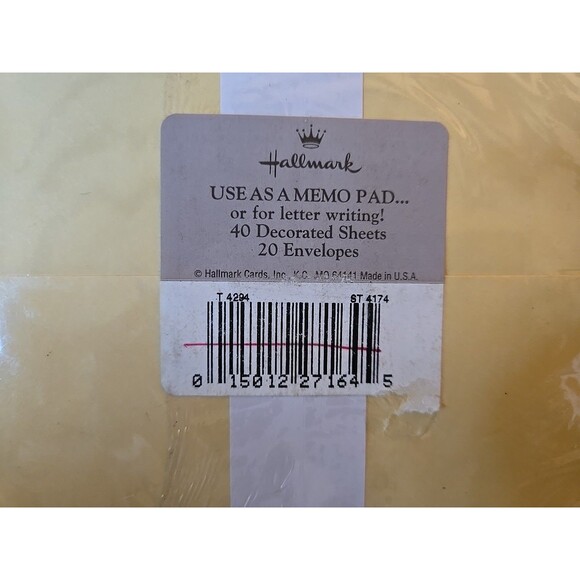 Hallmark
USE AS A MEMO PAD...
or for letter writing!
40 Decorated Sheets
20 Envelopes
© Hallmark Cards, Inc., K.C., MO 64141 Made in U.S.A.
T 4294 ST 4174
0 15012 27164 5